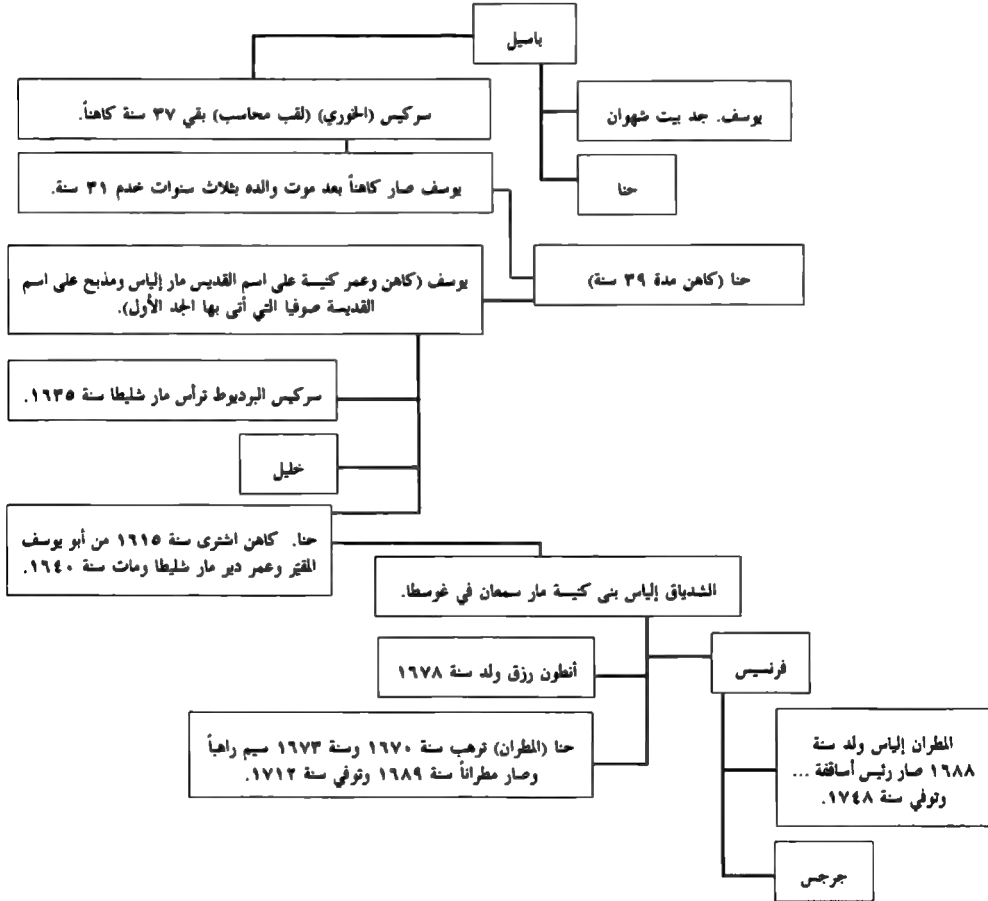 باسيل
سركيس (الخوري) (لقب محاسب) بقي ٣٧ سنة كاهناً.
يوسف. جد بيت شهوان
يوسف صار كاهناً بعد موت والده بثلاث سنوات خدم ٣١ سنة.
حنا
يوسف (كاهن وعمر كنيسة على اسم القديس مار إلياس ومذبح على اسم
القديسة صوفيا التي أتى بها الجد الأول).
حنا (كاهن مدة ٣٩ سنة)
سركيس البرديوط ترأس مار شليطا سنة ١٦٣٥.
خليل
حنا. كاهن اشترى سنة ١٦١٥ من أبو يوسف
المقيّر وعمر دير مار شليطا ومات سنة ١٦٤٠.
الشدياق إلياس بنى كنيسة مار سمعان في غوسطا.
فرنسيس
أنطون رزق ولد سنة ١٦٧٨
حنا (المطران) ترهب سنة ١٦٧٠ وسنة ١٦٧٣ سيم راهباً
وصار مطراناً سنة ١٦٨٩ وتوفي سنة ١٧١٢.
المطران إلياس ولد سنة
١٦٨٨ صار رئيس أساقفة ...
وتوفي سنة ١٧٤٨.
جرجس